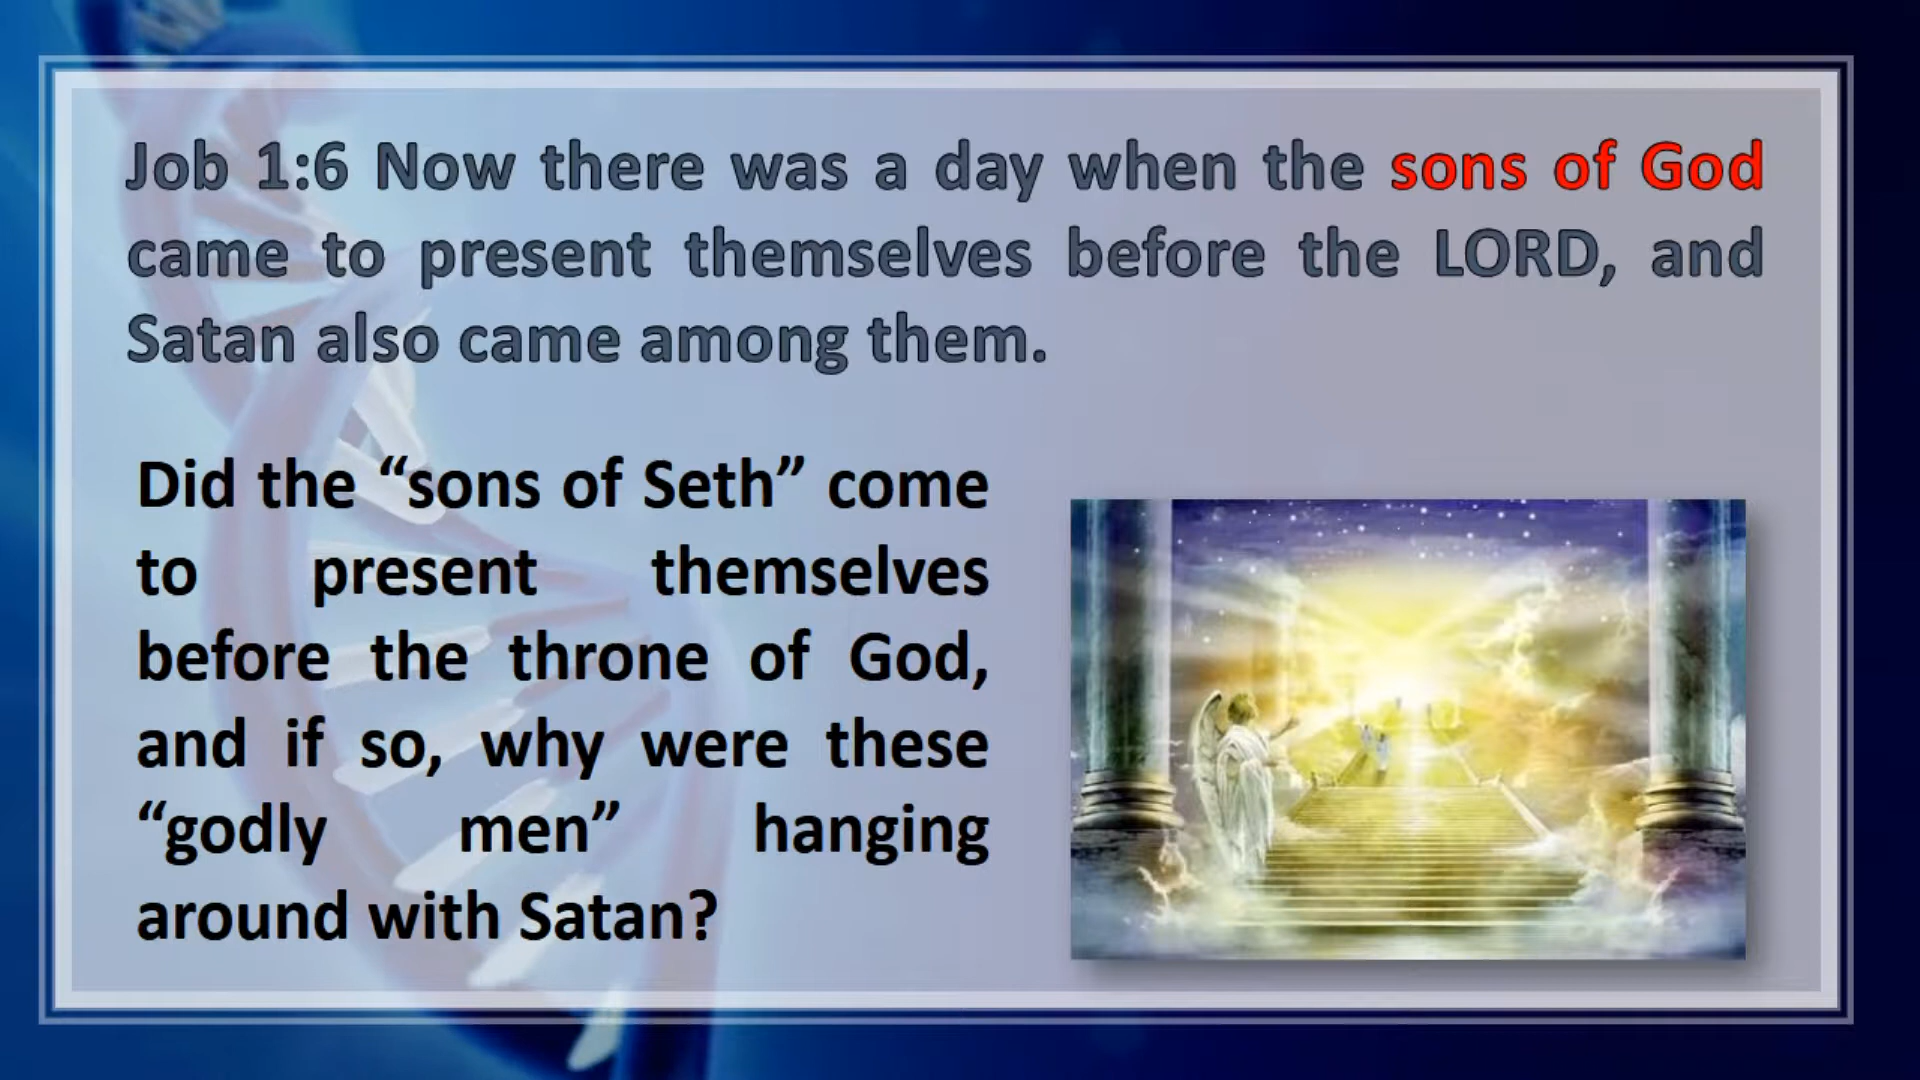 Job 1:6 Now there was a day when the sons of God
came to present themselves before the LORD, and
Satan also came among them.
Did the “sons of Seth” come
to present themselves
before the throne of God,
and if so, why were these
“godly men” hanging
around with Satan?